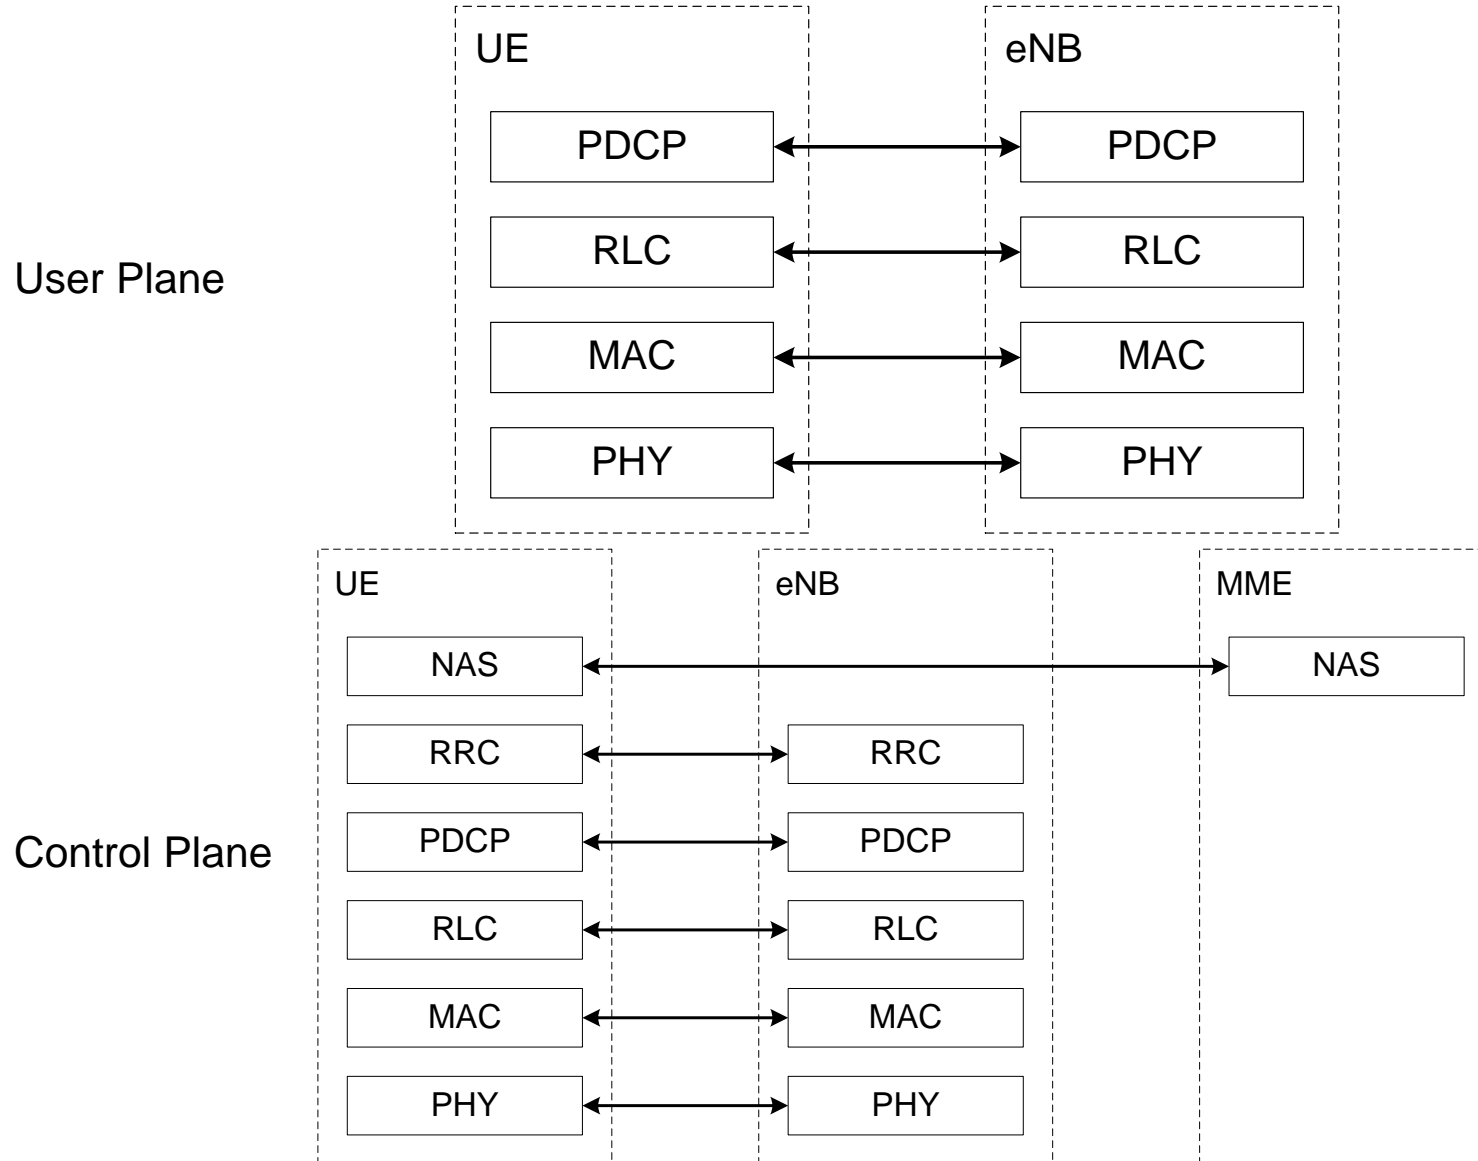 UE eNB
PDCP PDCP
RLC RLC
User Plane
MAC MAC
PHY PHY
UE eNB MME
NAS NAS
RRC RRC
PDCP PDCP
Control Plane
RLC RLC
MAC MAC
PHY PHY